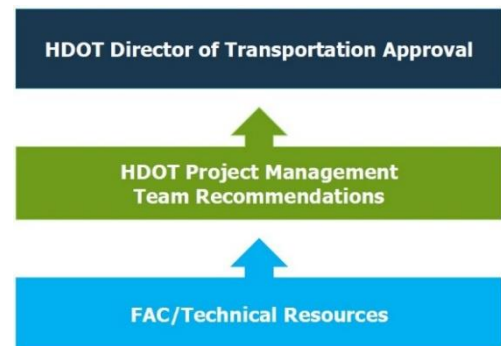 HDOT Director of Transportation Approval
HDOT Project Management
Team Recommendations
FAC/Technical Resources